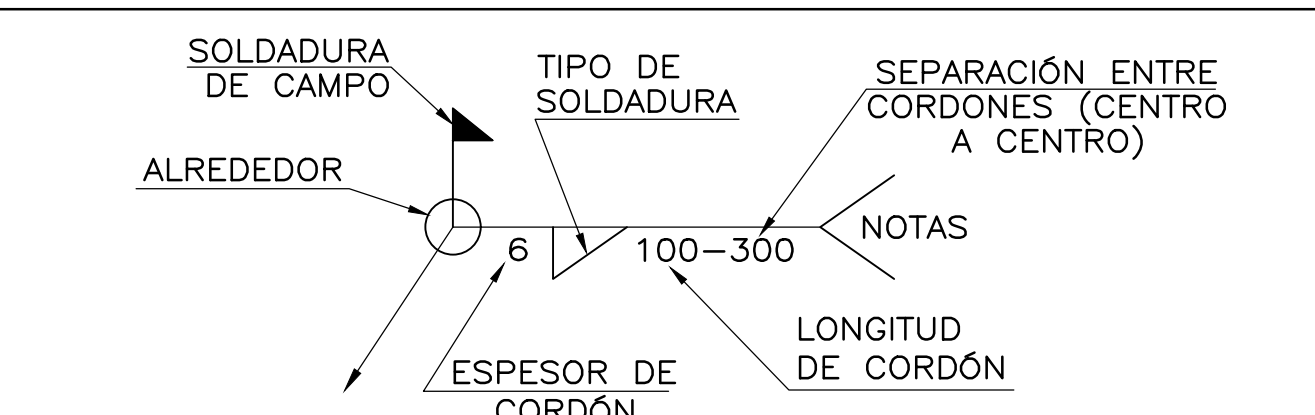 SOLDADURA
DE CAMPO
TIPO DE
SOLDADURA
SEPARACIÓN ENTRE
CORDONES (CENTRO
A CENTRO)
ALREDEDOR
6
100-300
NOTAS
LONGITUD
DE CORDÓN
ESPESOR DE
CORDÓN